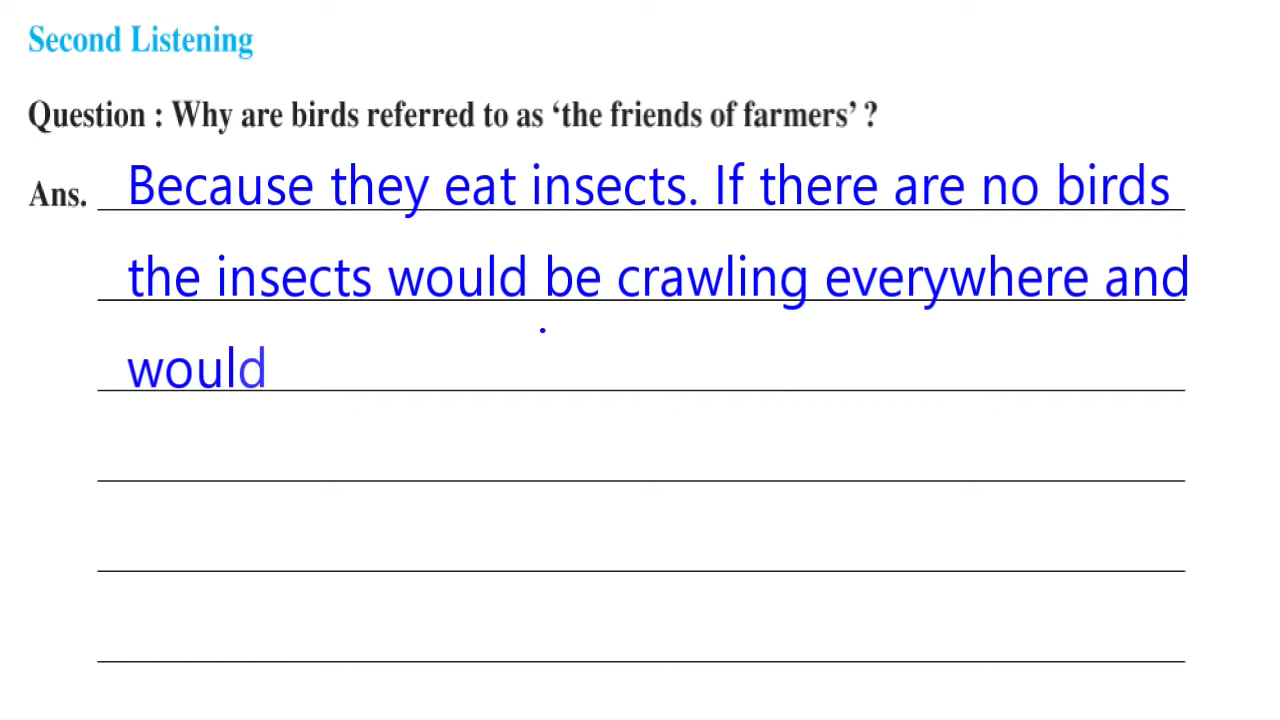 Second Listening
Question : Why are birds referred to as ‘the friends of farmers’ ?
Ans. Because they eat insects. If there are no birds
the insects would be crawling everywhere and
would